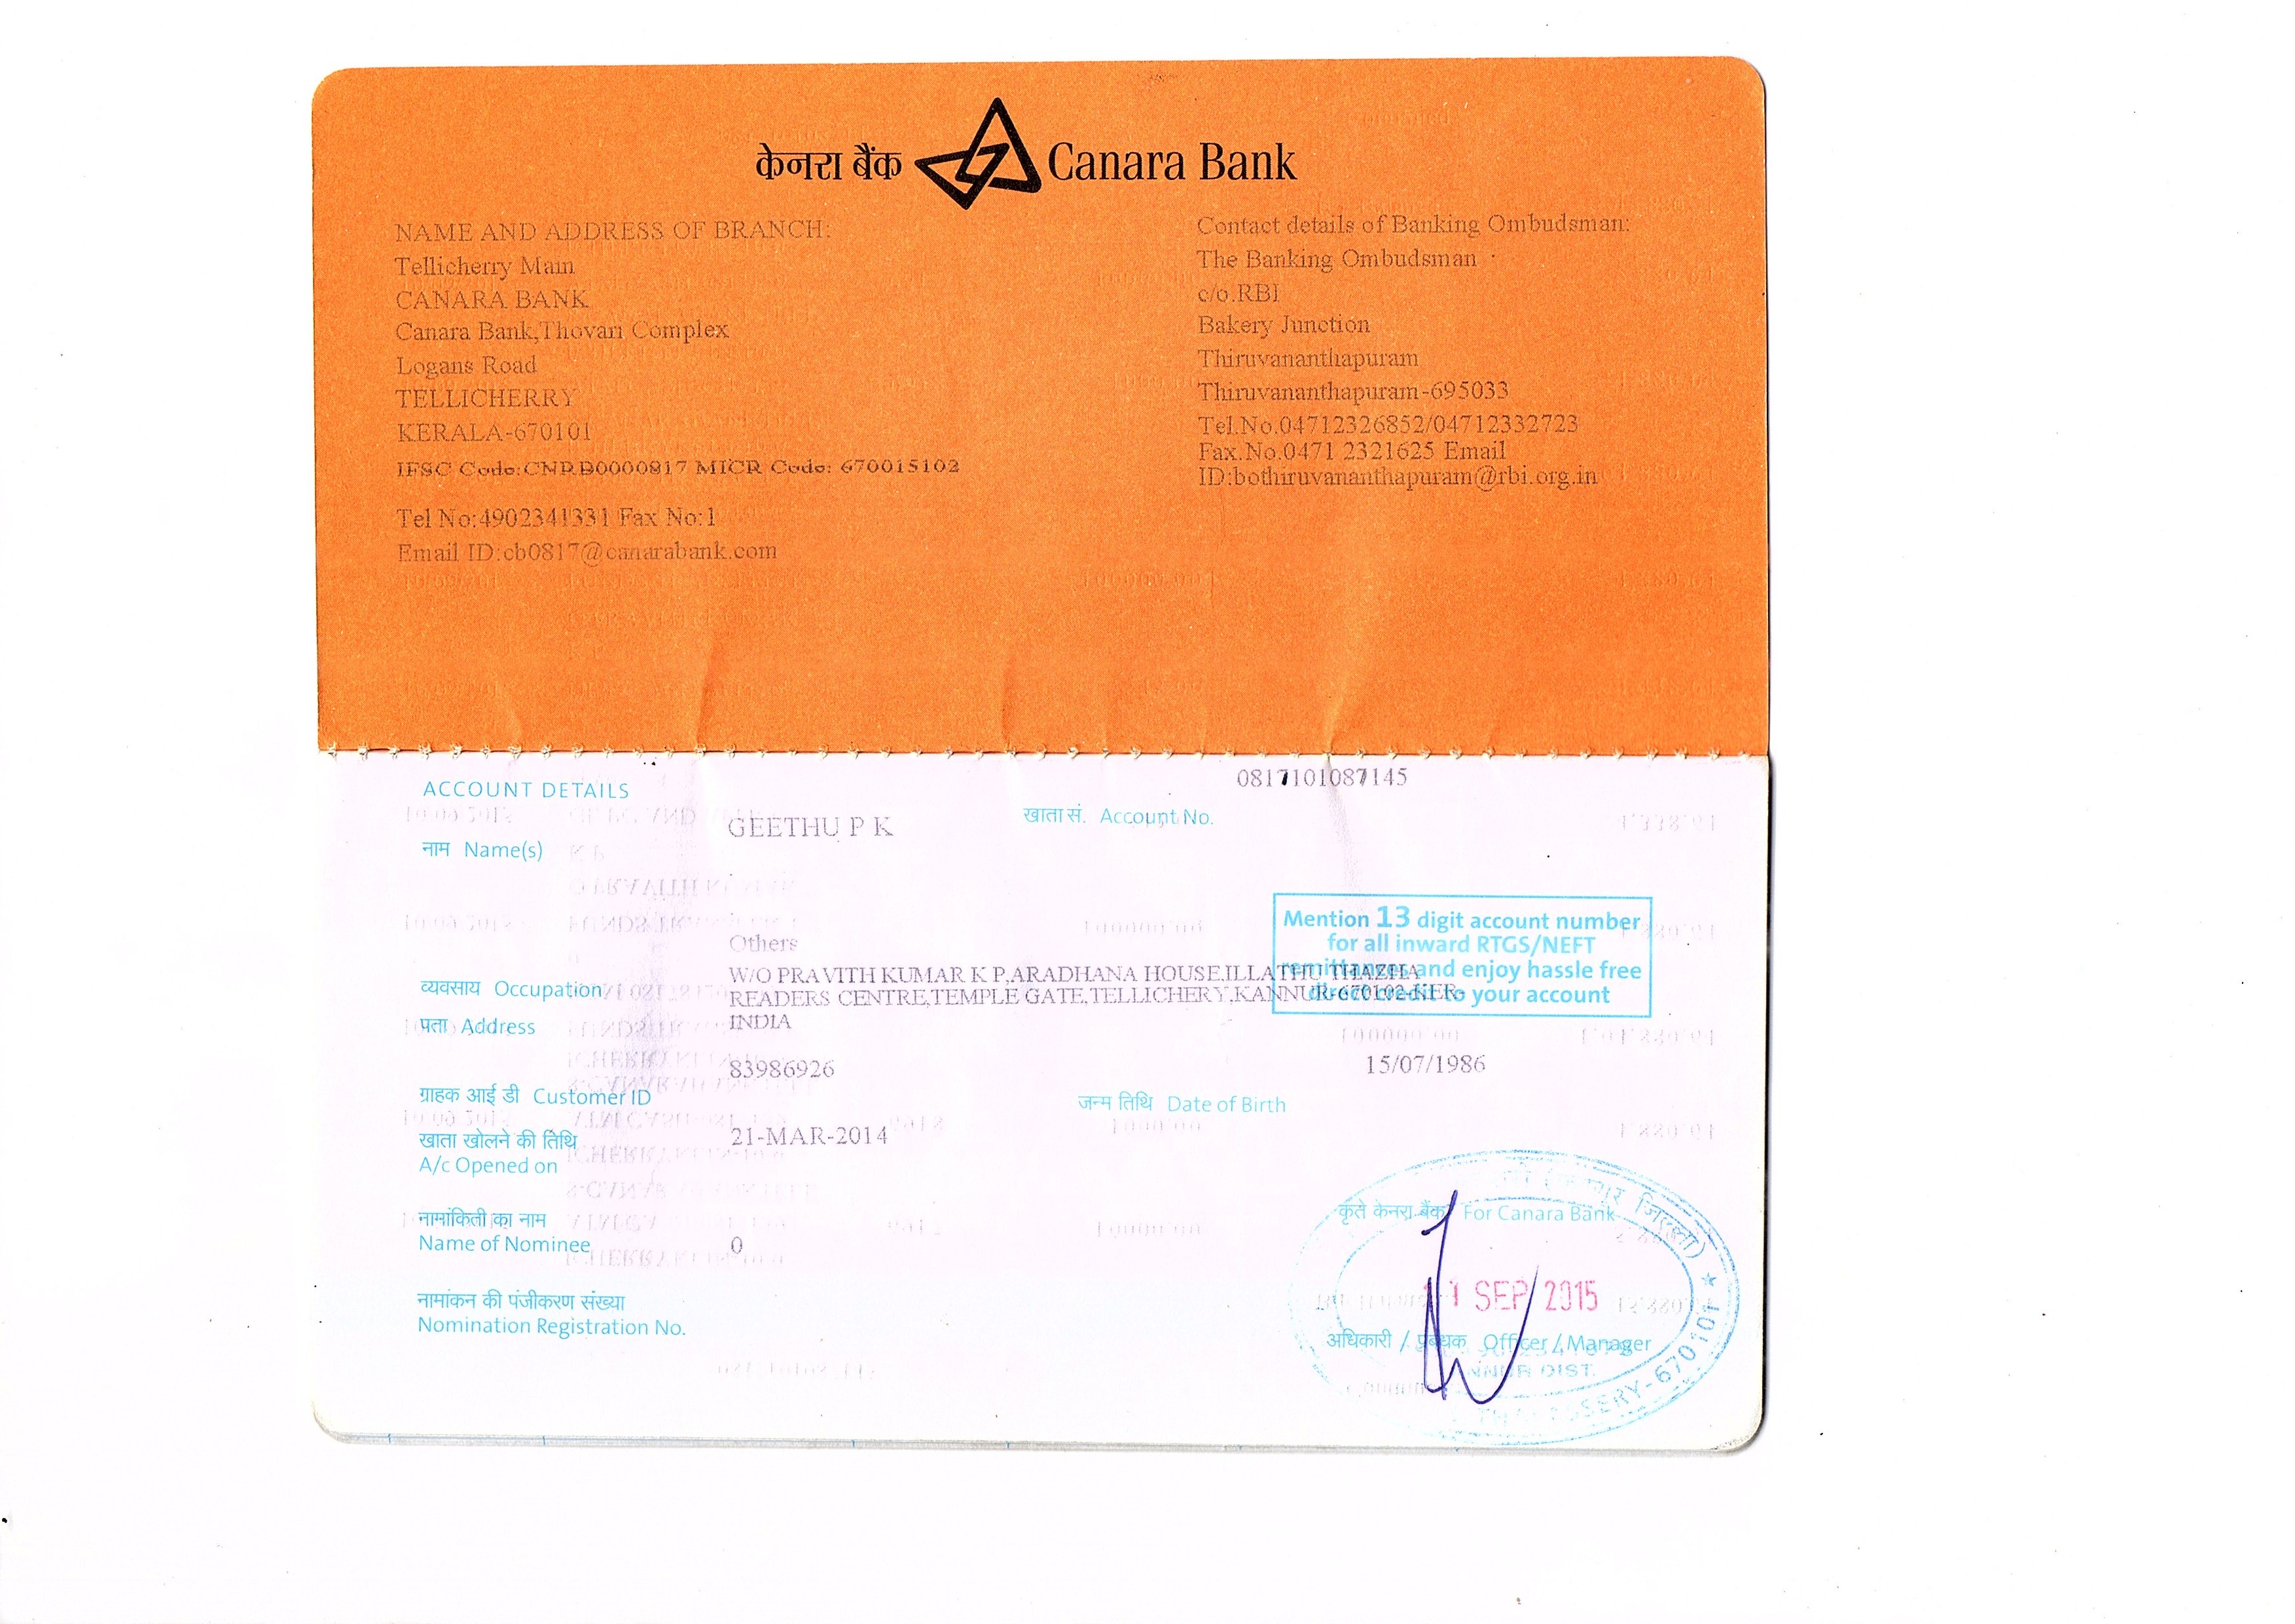 केनरा बैंक Canara Bank
NAME AND ADDRESS OF BRANCH:
Tellicherry Main
CANARA BANK
Canara Bank,Thovari Complex
Logans Road
TELLICHERRY
KERALA-670101
IFSC Code:CNRB0000817 MICR Code: 670015102
Tel No:4902341331 Fax No:1
Email ID:cb0817@canarabank.com
Contact details of Banking Ombudsman:
The Banking Ombudsman
c/o.RBI
Bakery Junction
Thiruvananthapuram
Thiruvananthapuram-695033
Tel.No.04712326852/04712332723
Fax.No.0471 2321625 Email
ID:bothiruvananthapuram@rbi.org.in
ACCOUNT DETAILS
0817101087145
खाता सं. Account No.
GEETHU P K
नाम Name(s)
Mention 13 digit account number
for all inward RTGS/NEFT
remittances and enjoy hassle free
direct credit to your account
Others
व्यवसाय Occupation
W/O PRAVITH KUMAR K P,ARADHANA HOUSE,ILLATHU THAZHA
READERS CENTRE,TEMPLE GATE,TELLICHERY,KANNUR-670102-KER-
INDIA
पता Address
83986926
ग्राहक आई डी Customer ID
15/07/1986
जन्म तिथि Date of Birth
21-MAR-2014
खाता खोलने की तिथि
A/c Opened on
नामांकिती का नाम
Name of Nominee
0
नामांकन की पंजीकरण संख्या
Nomination Registration No.
कृते केनरा बैंक For Canara Bank
11 SEP 2015
अधिकारी / प्रबंधक Officer / Manager
DIST.
THALASSERY-670101 ★